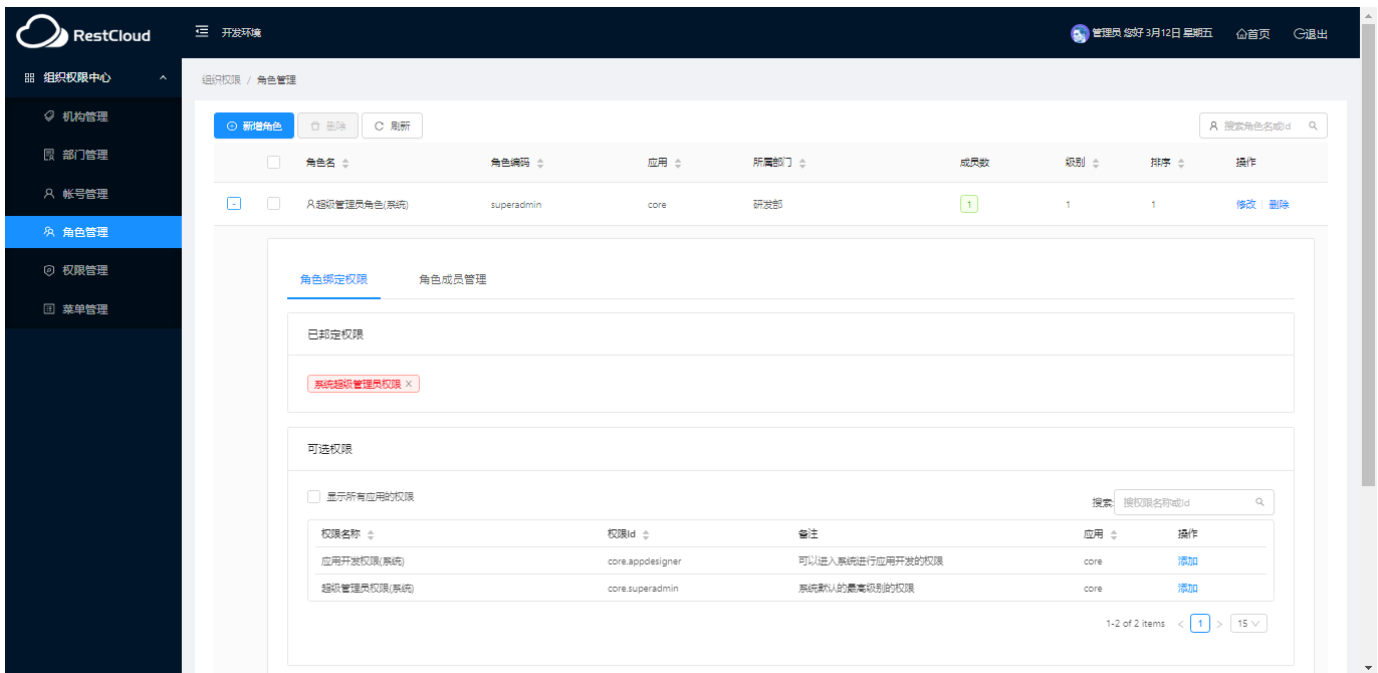 RestCloud 开发环境 管理员 您好 3月12日 星期五 首页 退出
组织权限中心
机构管理
部门管理
帐号管理
角色管理
权限管理
菜单管理
组织权限 / 角色管理
新增角色 删除 刷新 搜索角色名或id
角色名 角色编码 应用 所属部门 成员数 级别 排序 操作
超级管理员角色(系统) superadmin core 研发部 1 1 1 修改 删除
角色绑定权限 角色成员管理
已邦定权限
系统超级管理员权限 ×
可选权限
显示所有应用的权限 搜索: 搜权限名称或id
权限名称 权限Id 备注 应用 操作
应用开发权限(系统) core.appdesigner 可以进入系统进行应用开发的权限 core 添加
超级管理员权限(系统) core.superadmin 系统默认的最高级别的权限 core 添加
1-2 of 2 items < 1 > 15